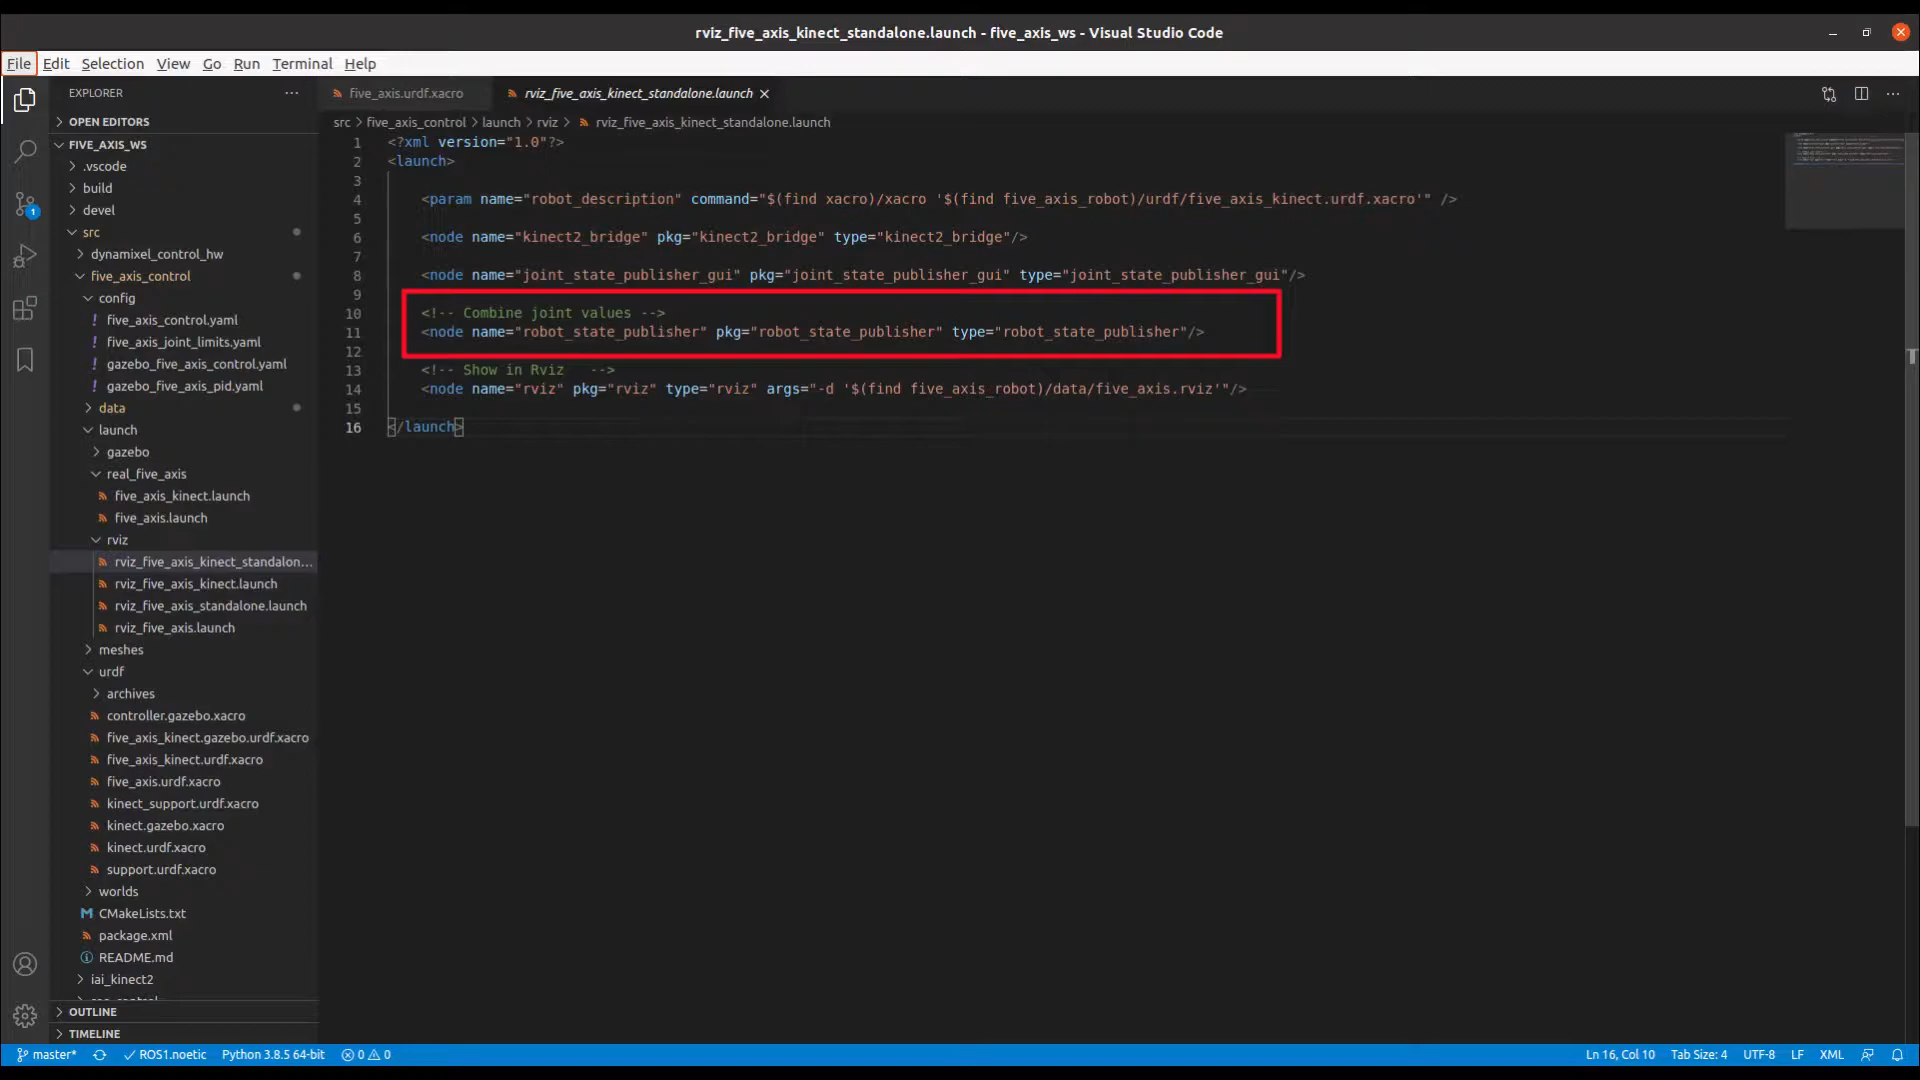 rviz_five_axis_kinect_standalone.launch - five_axis_ws - Visual Studio Code
File Edit Selection View Go Run Terminal Help
EXPLORER
OPEN EDITORS
FIVE_AXIS_WS
.vscode
build
devel
src
dynamixel_control_hw
five_axis_control
config
! five_axis_control.yaml
! five_axis_joint_limits.yaml
! gazebo_five_axis_control.yaml
! gazebo_five_axis_pid.yaml
data
launch
gazebo
real_five_axis
five_axis_kinect.launch
five_axis.launch
rviz
rviz_five_axis_kinect_standalon...
rviz_five_axis_kinect.launch
rviz_five_axis_standalone.launch
rviz_five_axis.launch
meshes
urdf
archives
controller.gazebo.xacro
five_axis_kinect.gazebo.urdf.xacro
five_axis_kinect.urdf.xacro
five_axis.urdf.xacro
kinect_support.urdf.xacro
kinect.gazebo.xacro
kinect.urdf.xacro
support.urdf.xacro
worlds
M CMakeLists.txt
package.xml
README.md
iai_kinect2
OUTLINE
TIMELINE
five_axis.urdf.xacro
rviz_five_axis_kinect_standalone.launch
src > five_axis_control > launch > rviz > rviz_five_axis_kinect_standalone.launch
1 <?xml version="1.0"?>
2 <launch>
3
4 <param name="robot_description" command="$(find xacro)/xacro '$(find five_axis_robot)/urdf/five_axis_kinect.urdf.xacro'" />
5
6 <node name="kinect2_bridge" pkg="kinect2_bridge" type="kinect2_bridge"/>
7
8 <node name="joint_state_publisher_gui" pkg="joint_state_publisher_gui" type="joint_state_publisher_gui"/>
9
10 <!-- Combine joint values -->
11 <node name="robot_state_publisher" pkg="robot_state_publisher" type="robot_state_publisher"/>
12
13 <!-- Show in Rviz   -->
14 <node name="rviz" pkg="rviz" type="rviz" args="-d '$(find five_axis_robot)/data/five_axis.rviz'"/>
15
16 </launch>
1
master* ROS1.noetic Python 3.8.5 64-bit 0 0 Ln 16, Col 10 Tab Size: 4 UTF-8 LF XML